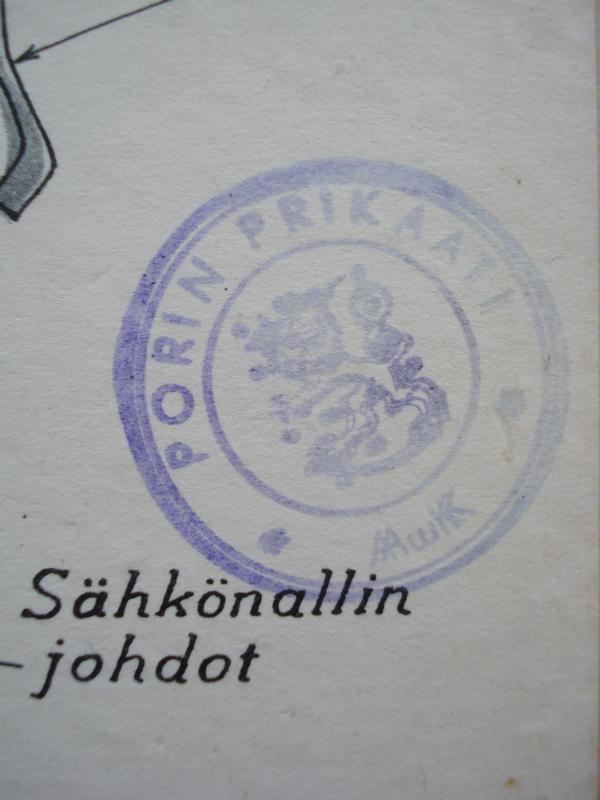 PORIN PRIKAATI
Sähkönallin
-johdot